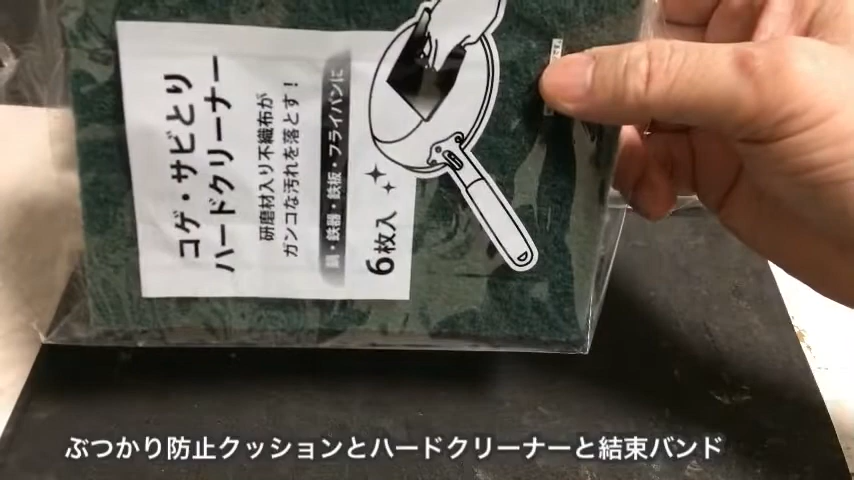 コゲ・サビとり
ハードクリーナー
研磨材入り不織布が
ガンコな汚れを落とす!
鍋・鉄器・鉄板・フライパンに
6枚入
ぶつかり防止クッションとハードクリーナーと結束バンド